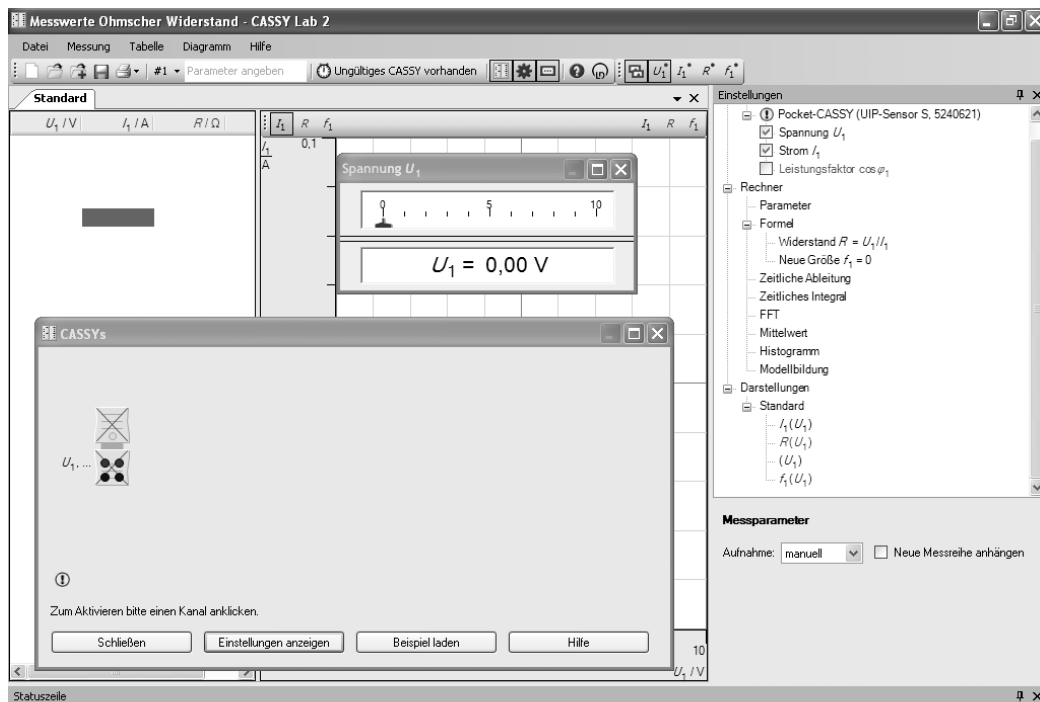 Messwerte Ohmscher Widerstand - CASSY Lab 2
Datei Messung Tabelle Diagramm Hilfe
#1 Parameter angeben Ungültiges CASSY vorhanden U₁ I₁ R f₁
Standard
U₁ / V I₁ / A R / Ω
I₁ R f₁ I₁ R f₁
I₁ / A 0,1
Spannung U₁
0 5 10
U₁ = 0,00 V
CASSYs
U₁, ...
Zum Aktivieren bitte einen Kanal anklicken.
Schließen Einstellungen anzeigen Beispiel laden Hilfe
10
U₁ / V
Einstellungen
Pocket-CASSY (UIP-Sensor S, 5240621)
Spannung U₁
Strom I₁
Leistungsfaktor cosφ₁
Rechner
Parameter
Formel
Widerstand R = U₁/I₁
Neue Größe f₁ = 0
Zeitliche Ableitung
Zeitliches Integral
FFT
Mittelwert
Histogramm
Modellbildung
Darstellungen
Standard
I₁(U₁)
R(U₁)
(U₁)
f₁(U₁)
Messparameter
Aufnahme: manuell Neue Messreihe anhängen
Statuszeile